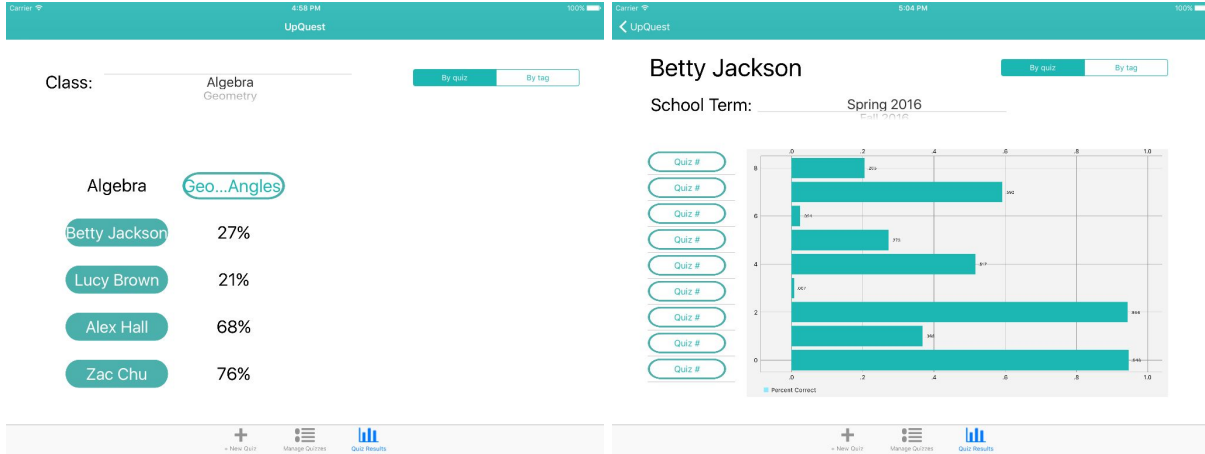 Carrier 4:58 PM 100%
UpQuest
Class: Algebra
Geometry
By quiz By tag
Algebra Geo...Angles
Betty Jackson 27%
Lucy Brown 21%
Alex Hall 68%
Zac Chu 76%
+ New Quiz Manage Quizzes Quiz Results
Carrier 5:04 PM 100%
UpQuest
Betty Jackson
By quiz By tag
School Term: Spring 2016
Fall 2016
Quiz #
Quiz #
Quiz #
Quiz #
Quiz #
Quiz #
Quiz #
Quiz #
Quiz #
.0 .2 .4 .6 .8 1.0
8
6
4
2
0
.0 .2 .4 .6 .8 1.0
Percent Correct
+ New Quiz Manage Quizzes Quiz Results